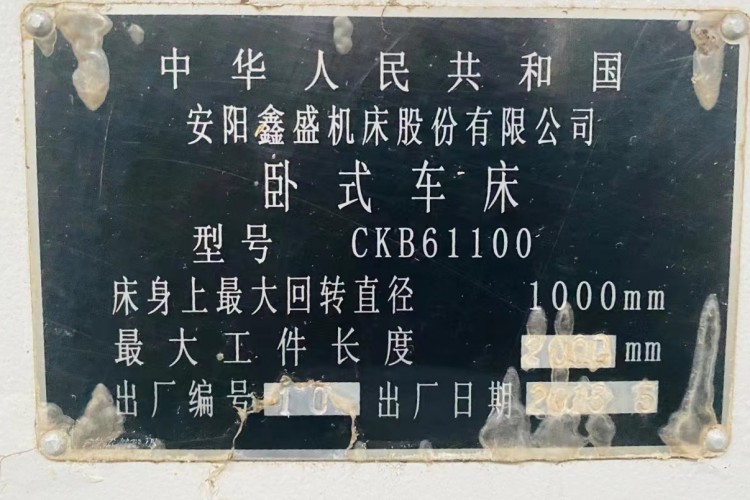 中华人民共和国
安阳鑫盛机床股份有限公司
卧式车床
型号 CKB61100
床身上最大回转直径 1000mm
最大工件长度 mm
出厂编号 10 出厂日期